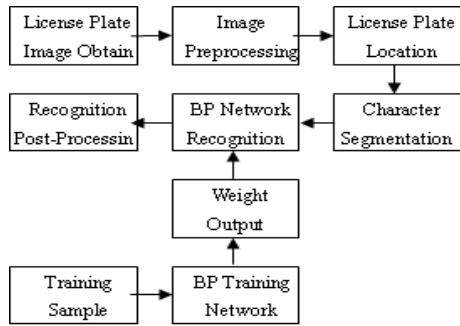 License Plate
Image Obtain
Image
Preprocessing
License Plate
Location
Recognition
Post-Processin
BP Network
Recognition
Character
Segmentation
Weight
Output
Training
Sample
BP Training
Network